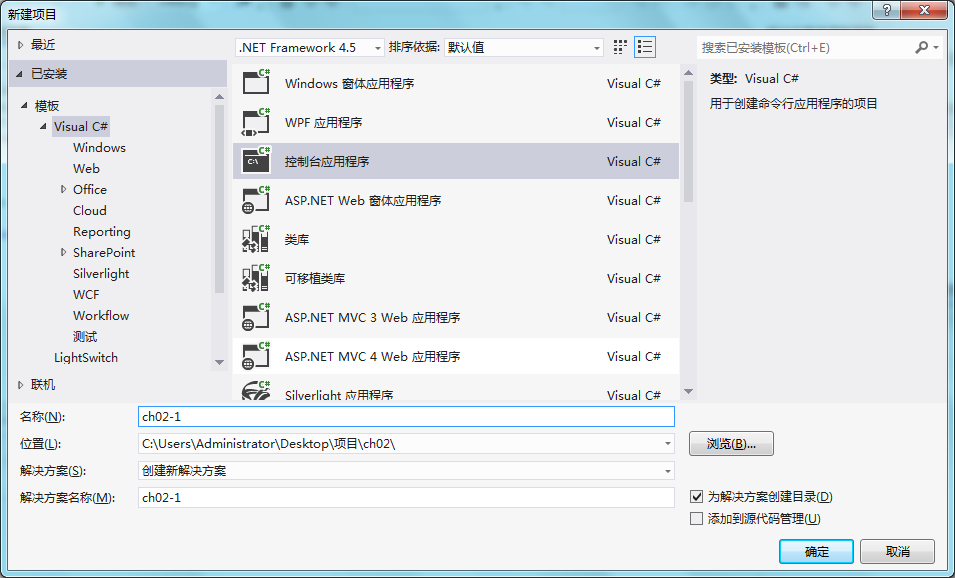 新建项目
最近
已安装
模板
Visual C#
Windows
Web
Office
Cloud
Reporting
SharePoint
Silverlight
WCF
Workflow
测试
LightSwitch
联机
.NET Framework 4.5 排序依据: 默认值
Windows 窗体应用程序 Visual C#
WPF 应用程序 Visual C#
控制台应用程序 Visual C#
ASP.NET Web 窗体应用程序 Visual C#
类库 Visual C#
可移植类库 Visual C#
ASP.NET MVC 3 Web 应用程序 Visual C#
ASP.NET MVC 4 Web 应用程序 Visual C#
Silverlight 应用程序 Visual C#
搜索已安装模板(Ctrl+E)
类型: Visual C#
用于创建命令行应用程序的项目
名称(N): ch02-1
位置(L): C:\Users\Administrator\Desktop\项目\ch02\ 浏览(B)...
解决方案(S): 创建新解决方案
解决方案名称(M): ch02-1
为解决方案创建目录(D)
添加到源代码管理(U)
确定 取消